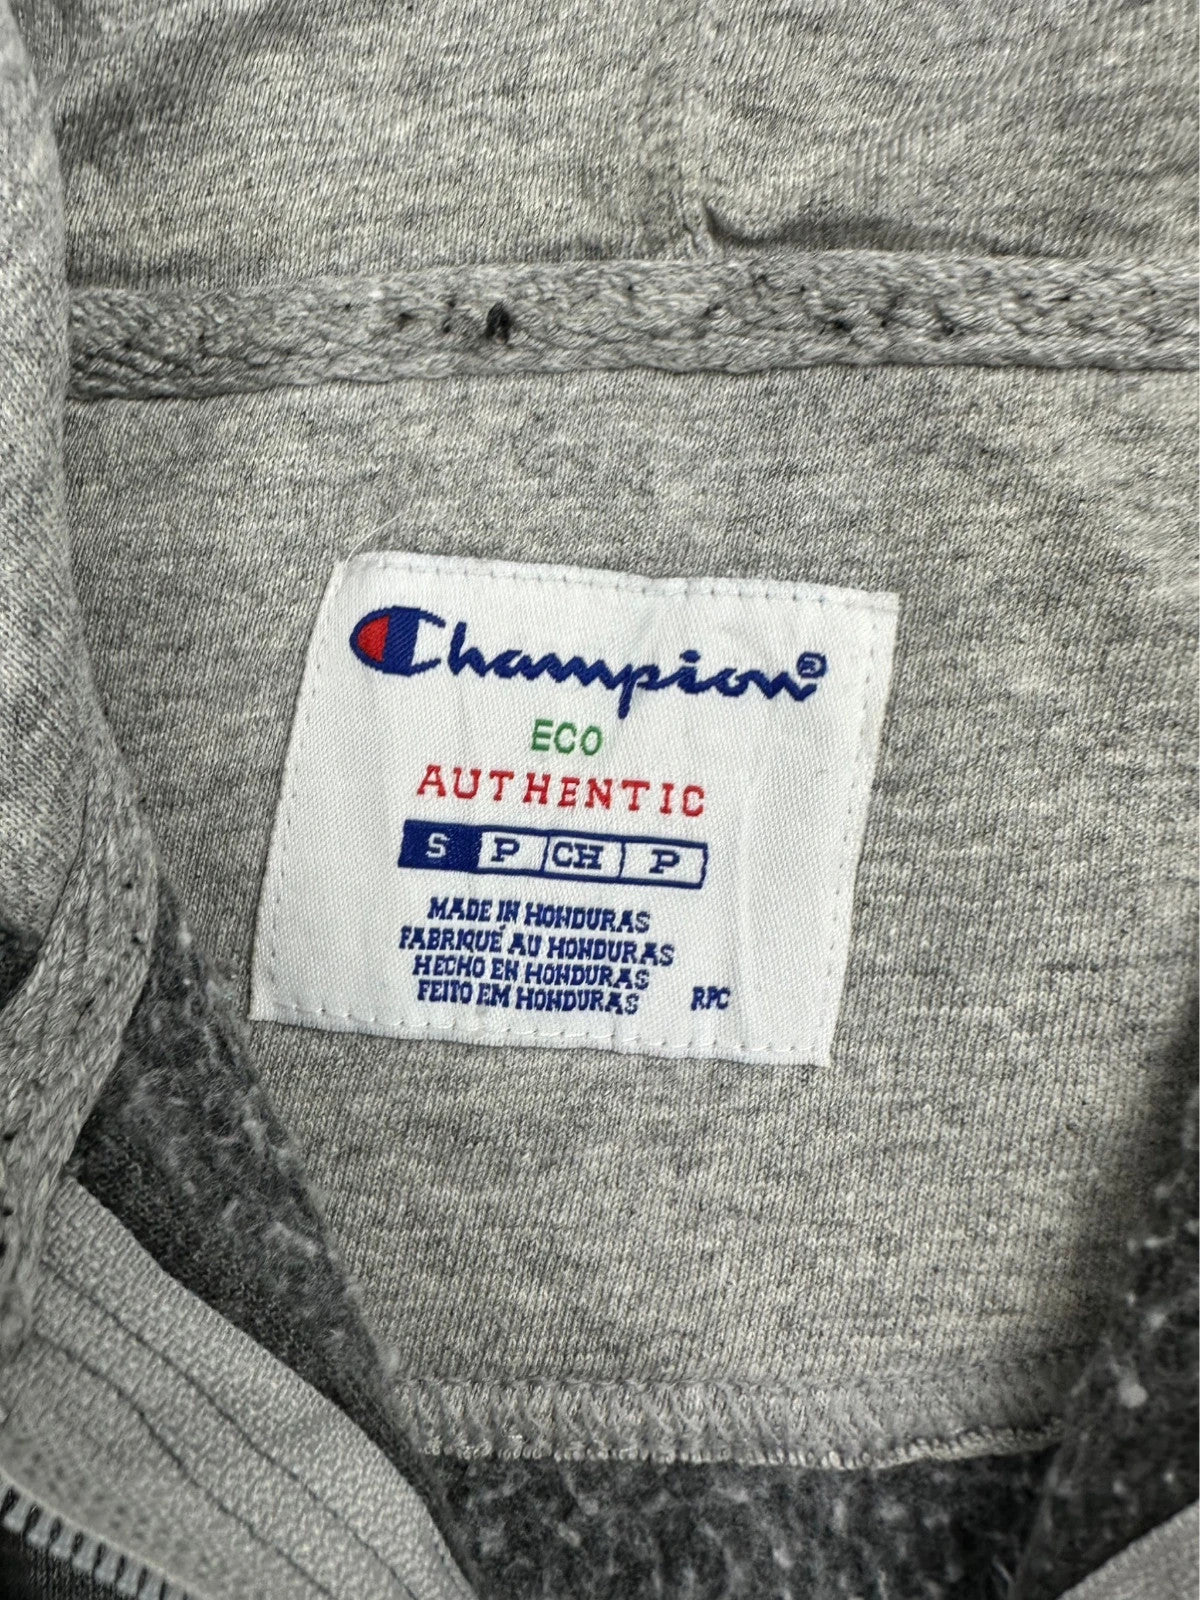 Champion®
ECO
AUTHENTIC
S P CH P
MADE IN HONDURAS
FABRIQUÉ AU HONDURAS
HECHO EN HONDURAS
FEITO EM HONDURAS RPC